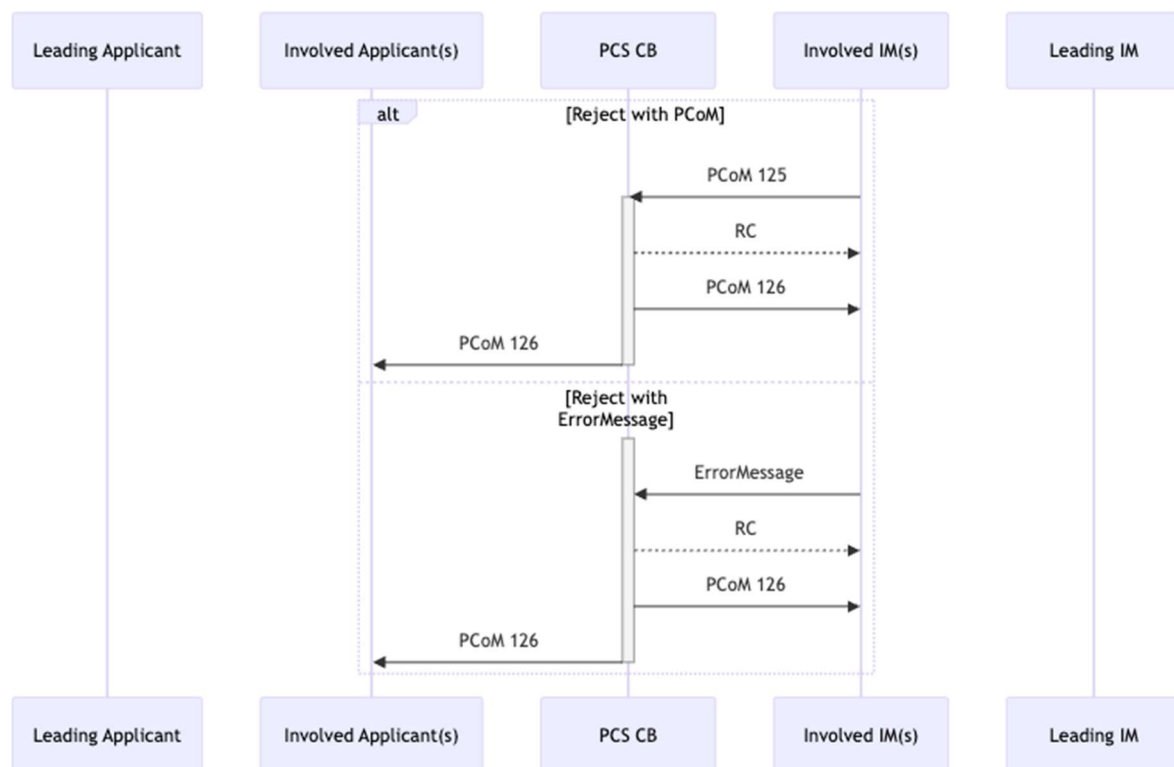 Leading Applicant
Involved Applicant(s)
PCS CB
Involved IM(s)
Leading IM
alt
[Reject with PCoM]
PCoM 125
RC
PCoM 126
PCoM 126
[Reject with
ErrorMessage]
ErrorMessage
RC
PCoM 126
PCoM 126
Leading Applicant
Involved Applicant(s)
PCS CB
Involved IM(s)
Leading IM